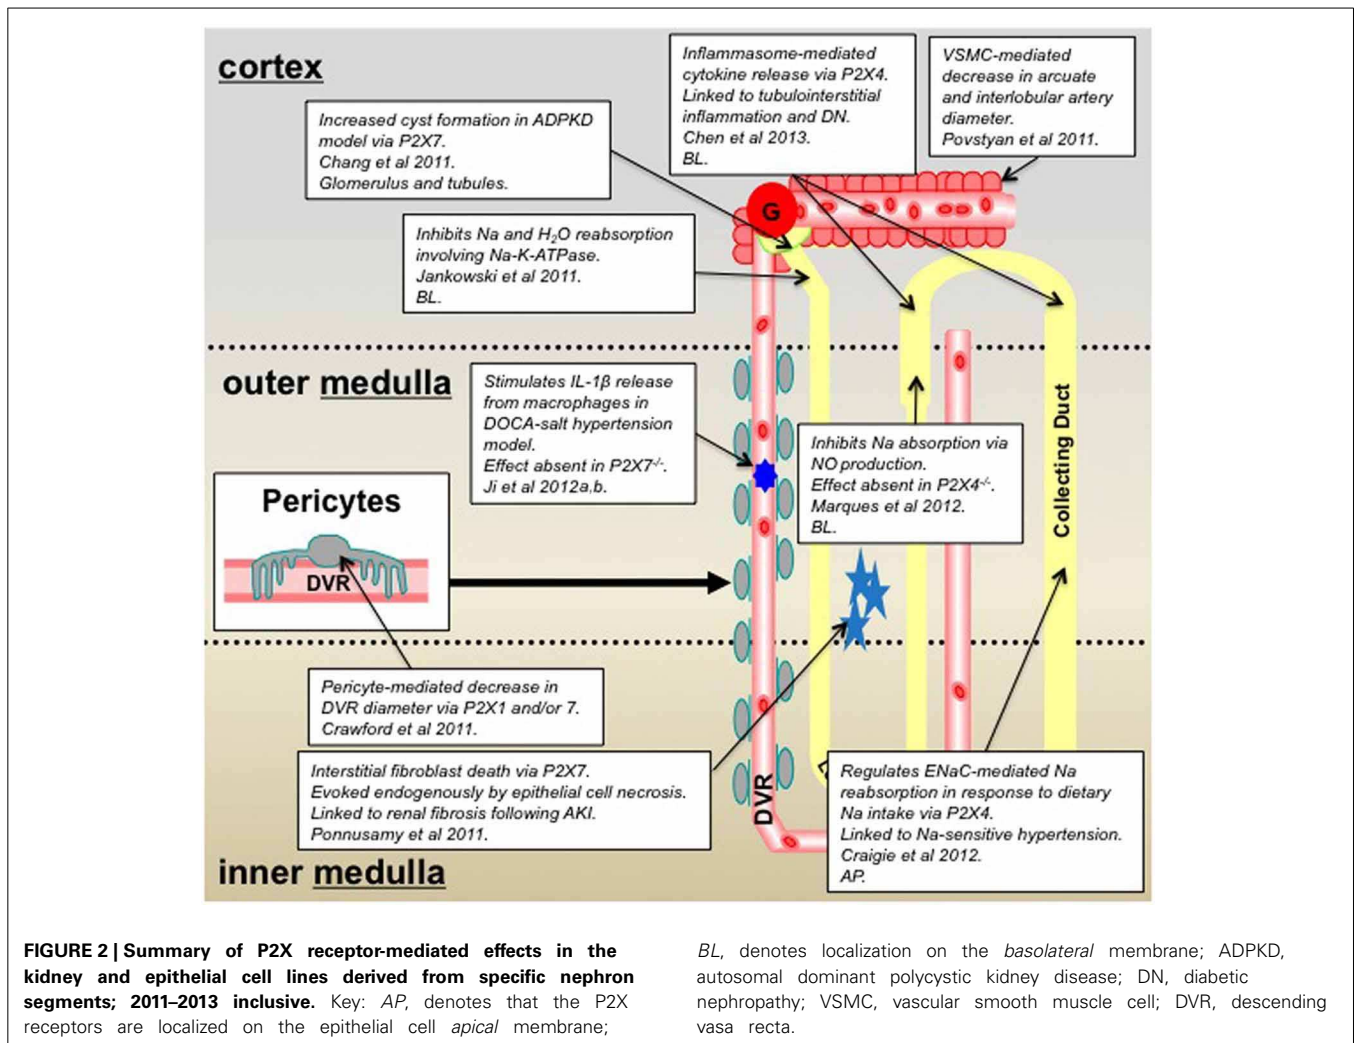 cortex
Increased cyst formation in ADPKD
model via P2X7.
Chang et al 2011.
Glomerulus and tubules.
Inflammasome-mediated
cytokine release via P2X4.
Linked to tubulointerstitial
inflammation and DN.
Chen et al 2013.
BL.
VSMC-mediated
decrease in arcuate
and interlobular artery
diameter.
Povstyan et al 2011.
G
Inhibits Na and H₂O reabsorption
involving Na-K-ATPase.
Jankowski et al 2011.
BL.
outer medulla
Stimulates IL-1β release
from macrophages in
DOCA-salt hypertension
model.
Effect absent in P2X7⁻/⁻.
Ji et al 2012a,b.
Inhibits Na absorption via
NO production.
Effect absent in P2X4⁻/⁻.
Marques et al 2012.
BL.
Collecting Duct
Pericytes
DVR
Pericyte-mediated decrease in
DVR diameter via P2X1 and/or 7.
Crawford et al 2011.
Interstitial fibroblast death via P2X7.
Evoked endogenously by epithelial cell necrosis.
Linked to renal fibrosis following AKI.
Ponnusamy et al 2011.
DVR
Regulates ENaC-mediated Na
reabsorption in response to dietary
Na intake via P2X4.
Linked to Na-sensitive hypertension.
Craigie et al 2012.
AP.
inner medulla
FIGURE 2 | Summary of P2X receptor-mediated effects in the
kidney and epithelial cell lines derived from specific nephron
segments; 2011–2013 inclusive. Key: AP, denotes that the P2X
receptors are localized on the epithelial cell apical membrane;
BL, denotes localization on the basolateral membrane; ADPKD,
autosomal dominant polycystic kidney disease; DN, diabetic
nephropathy; VSMC, vascular smooth muscle cell; DVR, descending
vasa recta.